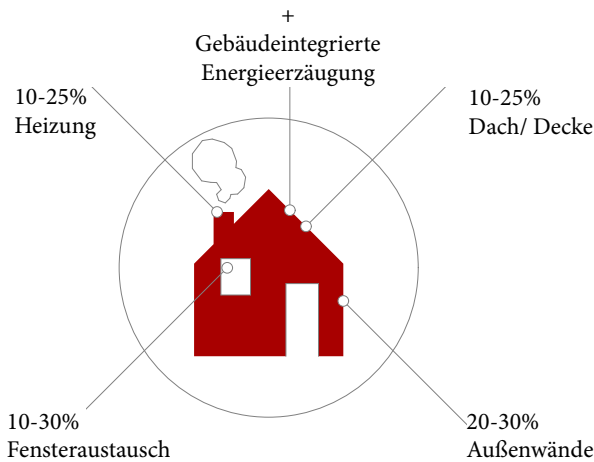 +
Gebäudeintegrierte
Energieerzäugung
10-25%
Heizung
10-25%
Dach/ Decke
10-30%
Fensteraustausch
20-30%
Außenwände